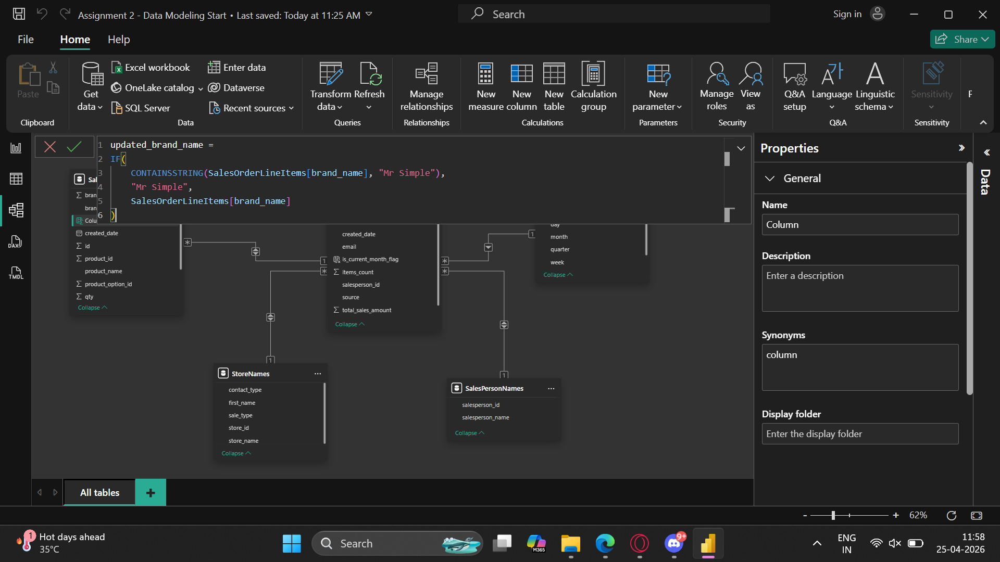 Assignment 2 - Data Modeling Start • Last saved: Today at 11:25 AM
Search
Sign in
File
Home
Help
Share
Paste
Clipboard
Get data
Excel workbook
OneLake catalog
SQL Server
Enter data
Dataverse
Recent sources
Data
Transform data
Refresh
Queries
Manage relationships
Relationships
New measure
New column
New table
Calculation group
Calculations
New parameter
Parameters
Manage roles
View as
Security
Q&A setup
Language
Linguistic schema
Q&A
Sensitivity
Sensitivity
1 updated_brand_name =
2 IF(
3 CONTAINSSTRING(SalesOrderLineItems[brand_name], "Mr Simple"),
4 "Mr Simple",
5 SalesOrderLineItems[brand_name]
6 )
Sal
bran
bran
Colu
created_date
id
product_id
product_name
product_option_id
qty
Collapse
created_date
email
is_current_month_flag
items_count
salesperson_id
source
total_sales_amount
Collapse
day
month
quarter
week
Collapse
1
1
1
1
StoreNames
contact_type
first_name
sale_type
store_id
store_name
Collapse
SalesPersonNames
salesperson_id
salesperson_name
Collapse
DAX
TMDL
Properties
General
Name
Column
Description
Enter a description
Synonyms
column
Display folder
Enter the display folder
Data
All tables
62%
1
Hot days ahead
35°C
Search
M365
9+
ENG
IN
11:58
25-04-2026